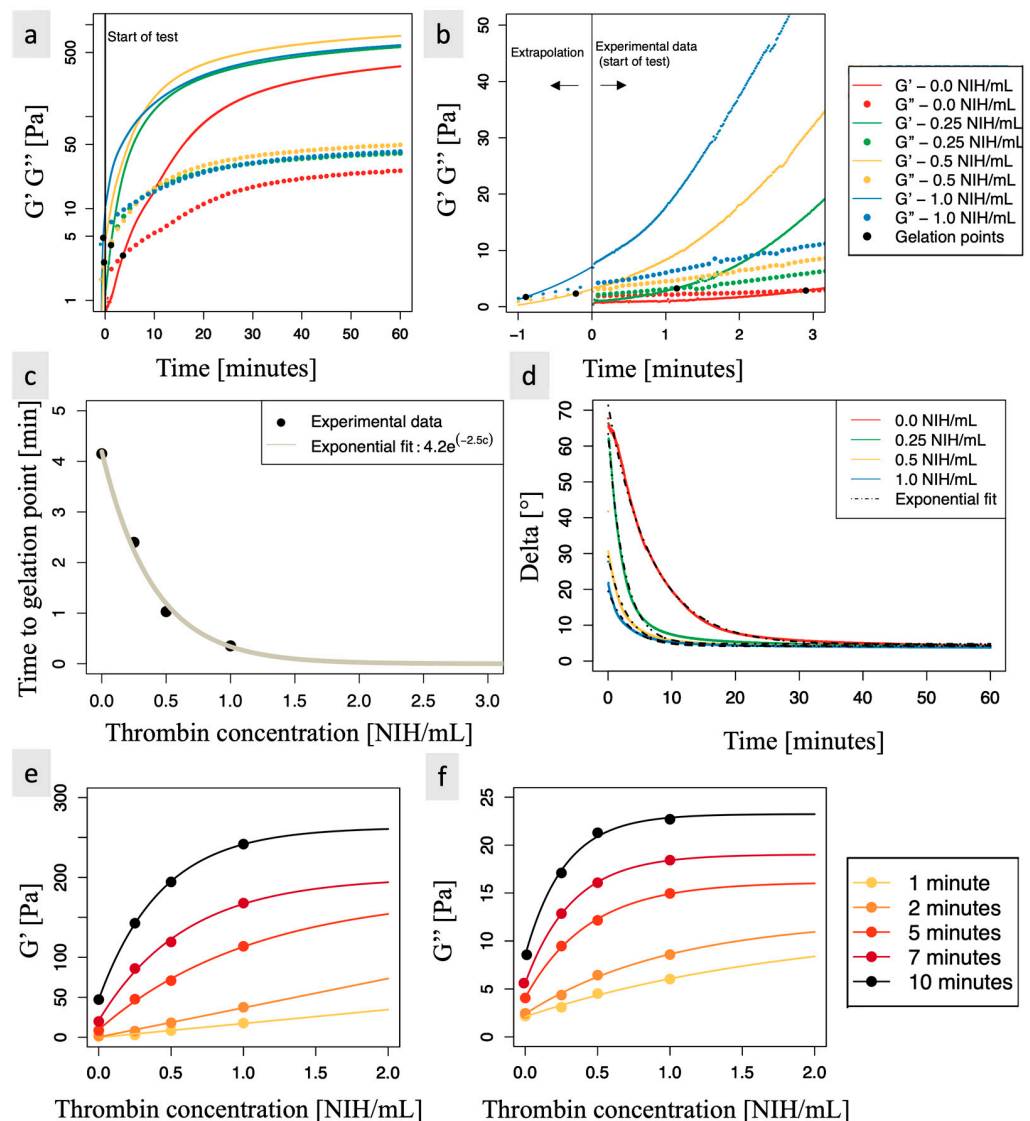 a
Start of test
G' G'' [Pa]
500
50
10
5
1
0 10 20 30 40 50 60
Time [minutes]
b
Extrapolation
Experimental data
(start of test)
G' G'' [Pa]
50
40
30
20
10
0
-1 0 1 2 3
Time [minutes]
G' – 0.0 NIH/mL
G'' – 0.0 NIH/mL
G' – 0.25 NIH/mL
G'' – 0.25 NIH/mL
G' – 0.5 NIH/mL
G'' – 0.5 NIH/mL
G' – 1.0 NIH/mL
G'' – 1.0 NIH/mL
Gelation points
c
Time to gelation point [min]
5
4
3
2
1
0
Experimental data
Exponential fit : 4.2e^(−2.5c)
0.0 0.5 1.0 1.5 2.0 2.5 3.0
Thrombin concentration [NIH/mL]
d
Delta [°]
70
60
50
40
30
20
10
0
0.0 NIH/mL
0.25 NIH/mL
0.5 NIH/mL
1.0 NIH/mL
Exponential fit
0 10 20 30 40 50 60
Time [minutes]
e
G' [Pa]
300
250
200
150
100
50
0
0.0 0.5 1.0 1.5 2.0
Thrombin concentration [NIH/mL]
f
G'' [Pa]
25
20
15
10
5
0
0.0 0.5 1.0 1.5 2.0
Thrombin concentration [NIH/mL]
1 minute
2 minutes
5 minutes
7 minutes
10 minutes